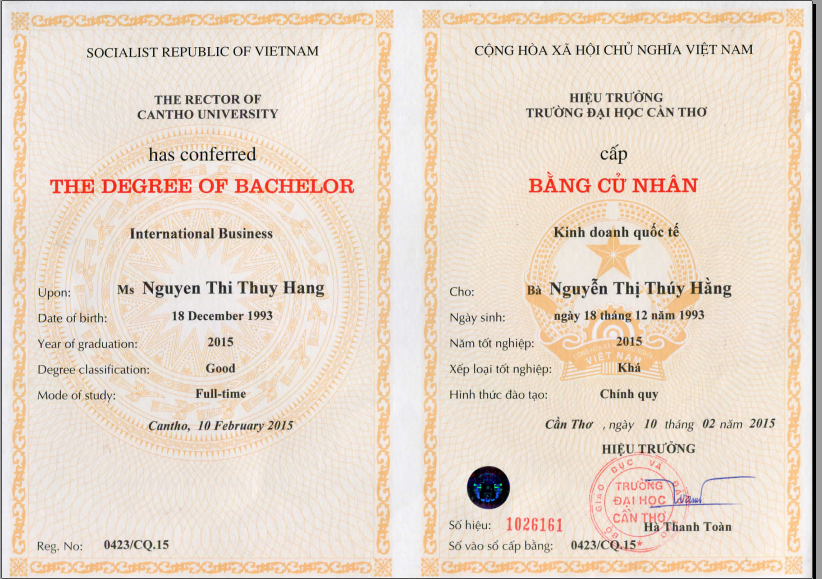 SOCIALIST REPUBLIC OF VIETNAM
THE RECTOR OF
CANTHO UNIVERSITY
has conferred
THE DEGREE OF BACHELOR
International Business
Upon: Ms Nguyen Thi Thuy Hang
Date of birth: 18 December 1993
Year of graduation: 2015
Degree classification: Good
Mode of study: Full-time
Cantho, 10 February 2015
Reg. No: 0423/CQ.15
CỘNG HÒA XÃ HỘI CHỦ NGHĨA VIỆT NAM
HIỆU TRƯỞNG
TRƯỜNG ĐẠI HỌC CẦN THƠ
cấp
BẰNG CỬ NHÂN
Kinh doanh quốc tế
Cho: Bà Nguyễn Thị Thúy Hằng
Ngày sinh: ngày 18 tháng 12 năm 1993
Năm tốt nghiệp: 2015
VIỆT NAM
Xếp loại tốt nghiệp: Khá
Hình thức đào tạo: Chính quy
Cần Thơ , ngày 10 tháng 02 năm 2015
HIỆU TRƯỞNG
BỘ GIÁO DỤC VÀ
TRƯỜNG
ĐẠI HỌC
CẦN THƠ
Hà Thanh Toàn
Số hiệu: 1026161
Số vào sổ cấp bằng: 0423/CQ.15